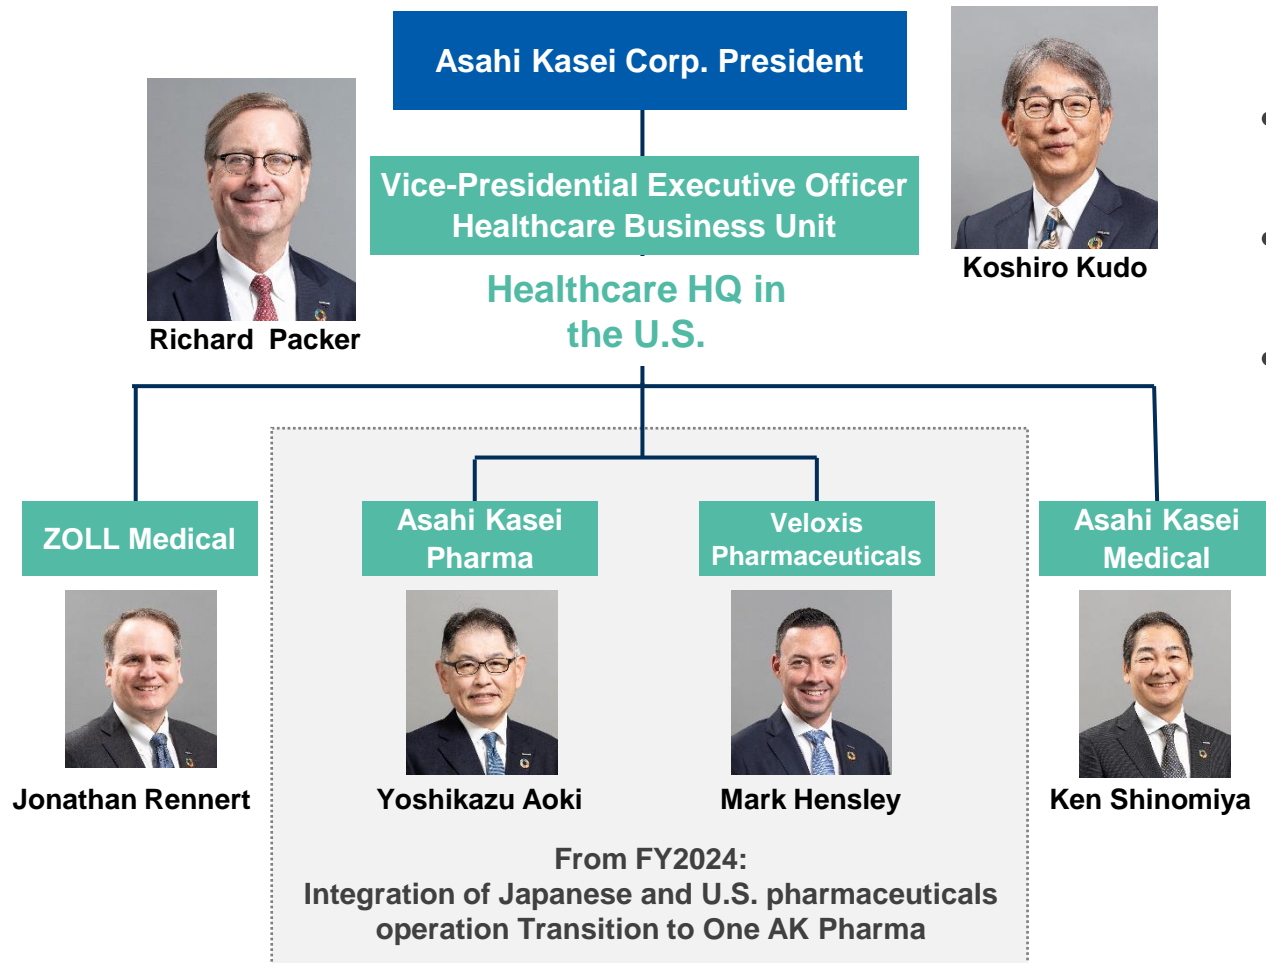 Asahi Kasei Corp. President
Vice-Presidential Executive Officer
Healthcare Business Unit
Koshiro Kudo
Richard Packer
Healthcare HQ in
the U.S.
ZOLL Medical
Asahi Kasei
Pharma
Veloxis
Pharmaceuticals
Asahi Kasei
Medical
Jonathan Rennert
Yoshikazu Aoki
Mark Hensley
Ken Shinomiya
From FY2024:
Integration of Japanese and U.S. pharmaceuticals
operation Transition to One AK Pharma